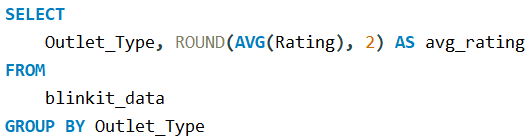 SELECT
    Outlet_Type, ROUND(AVG(Rating), 2) AS avg_rating
FROM
    blinkit_data
GROUP BY Outlet_Type